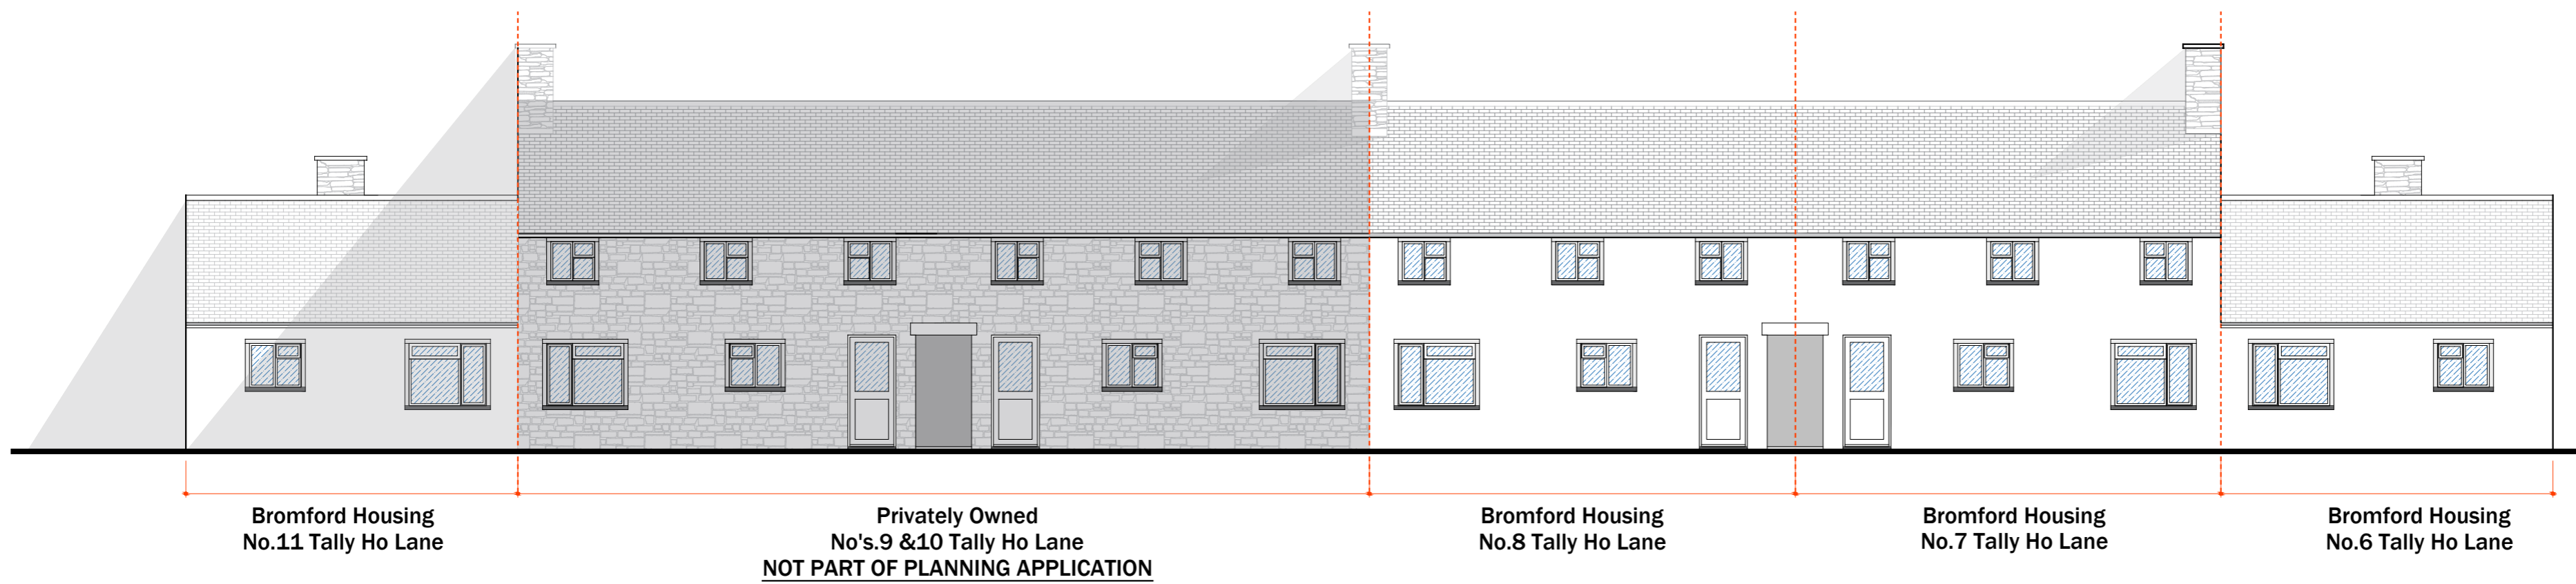 Bromford Housing
No.11 Tally Ho Lane
Privately Owned
No's.9 &10 Tally Ho Lane
NOT PART OF PLANNING APPLICATION
Bromford Housing
No.8 Tally Ho Lane
Bromford Housing
No.7 Tally Ho Lane
Bromford Housing
No.6 Tally Ho Lane